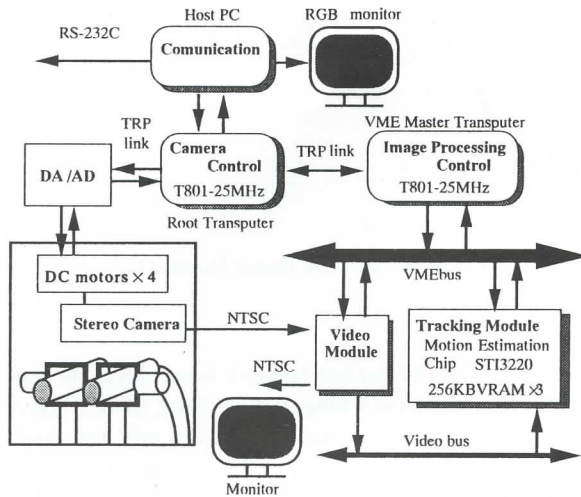 Host PC
RS-232C
Comunication
RGB monitor
TRP
link
VME Master Transputer
Camera
Control
T801-25MHz
TRP link
Image Processing
Control
T801-25MHz
DA /AD
Root Transputer
DC motors × 4
VMEbus
Stereo Camera
NTSC
Video
Module
Tracking Module
Motion Estimation
Chip STI3220
256KBVRAM ×3
NTSC
Video bus
Monitor